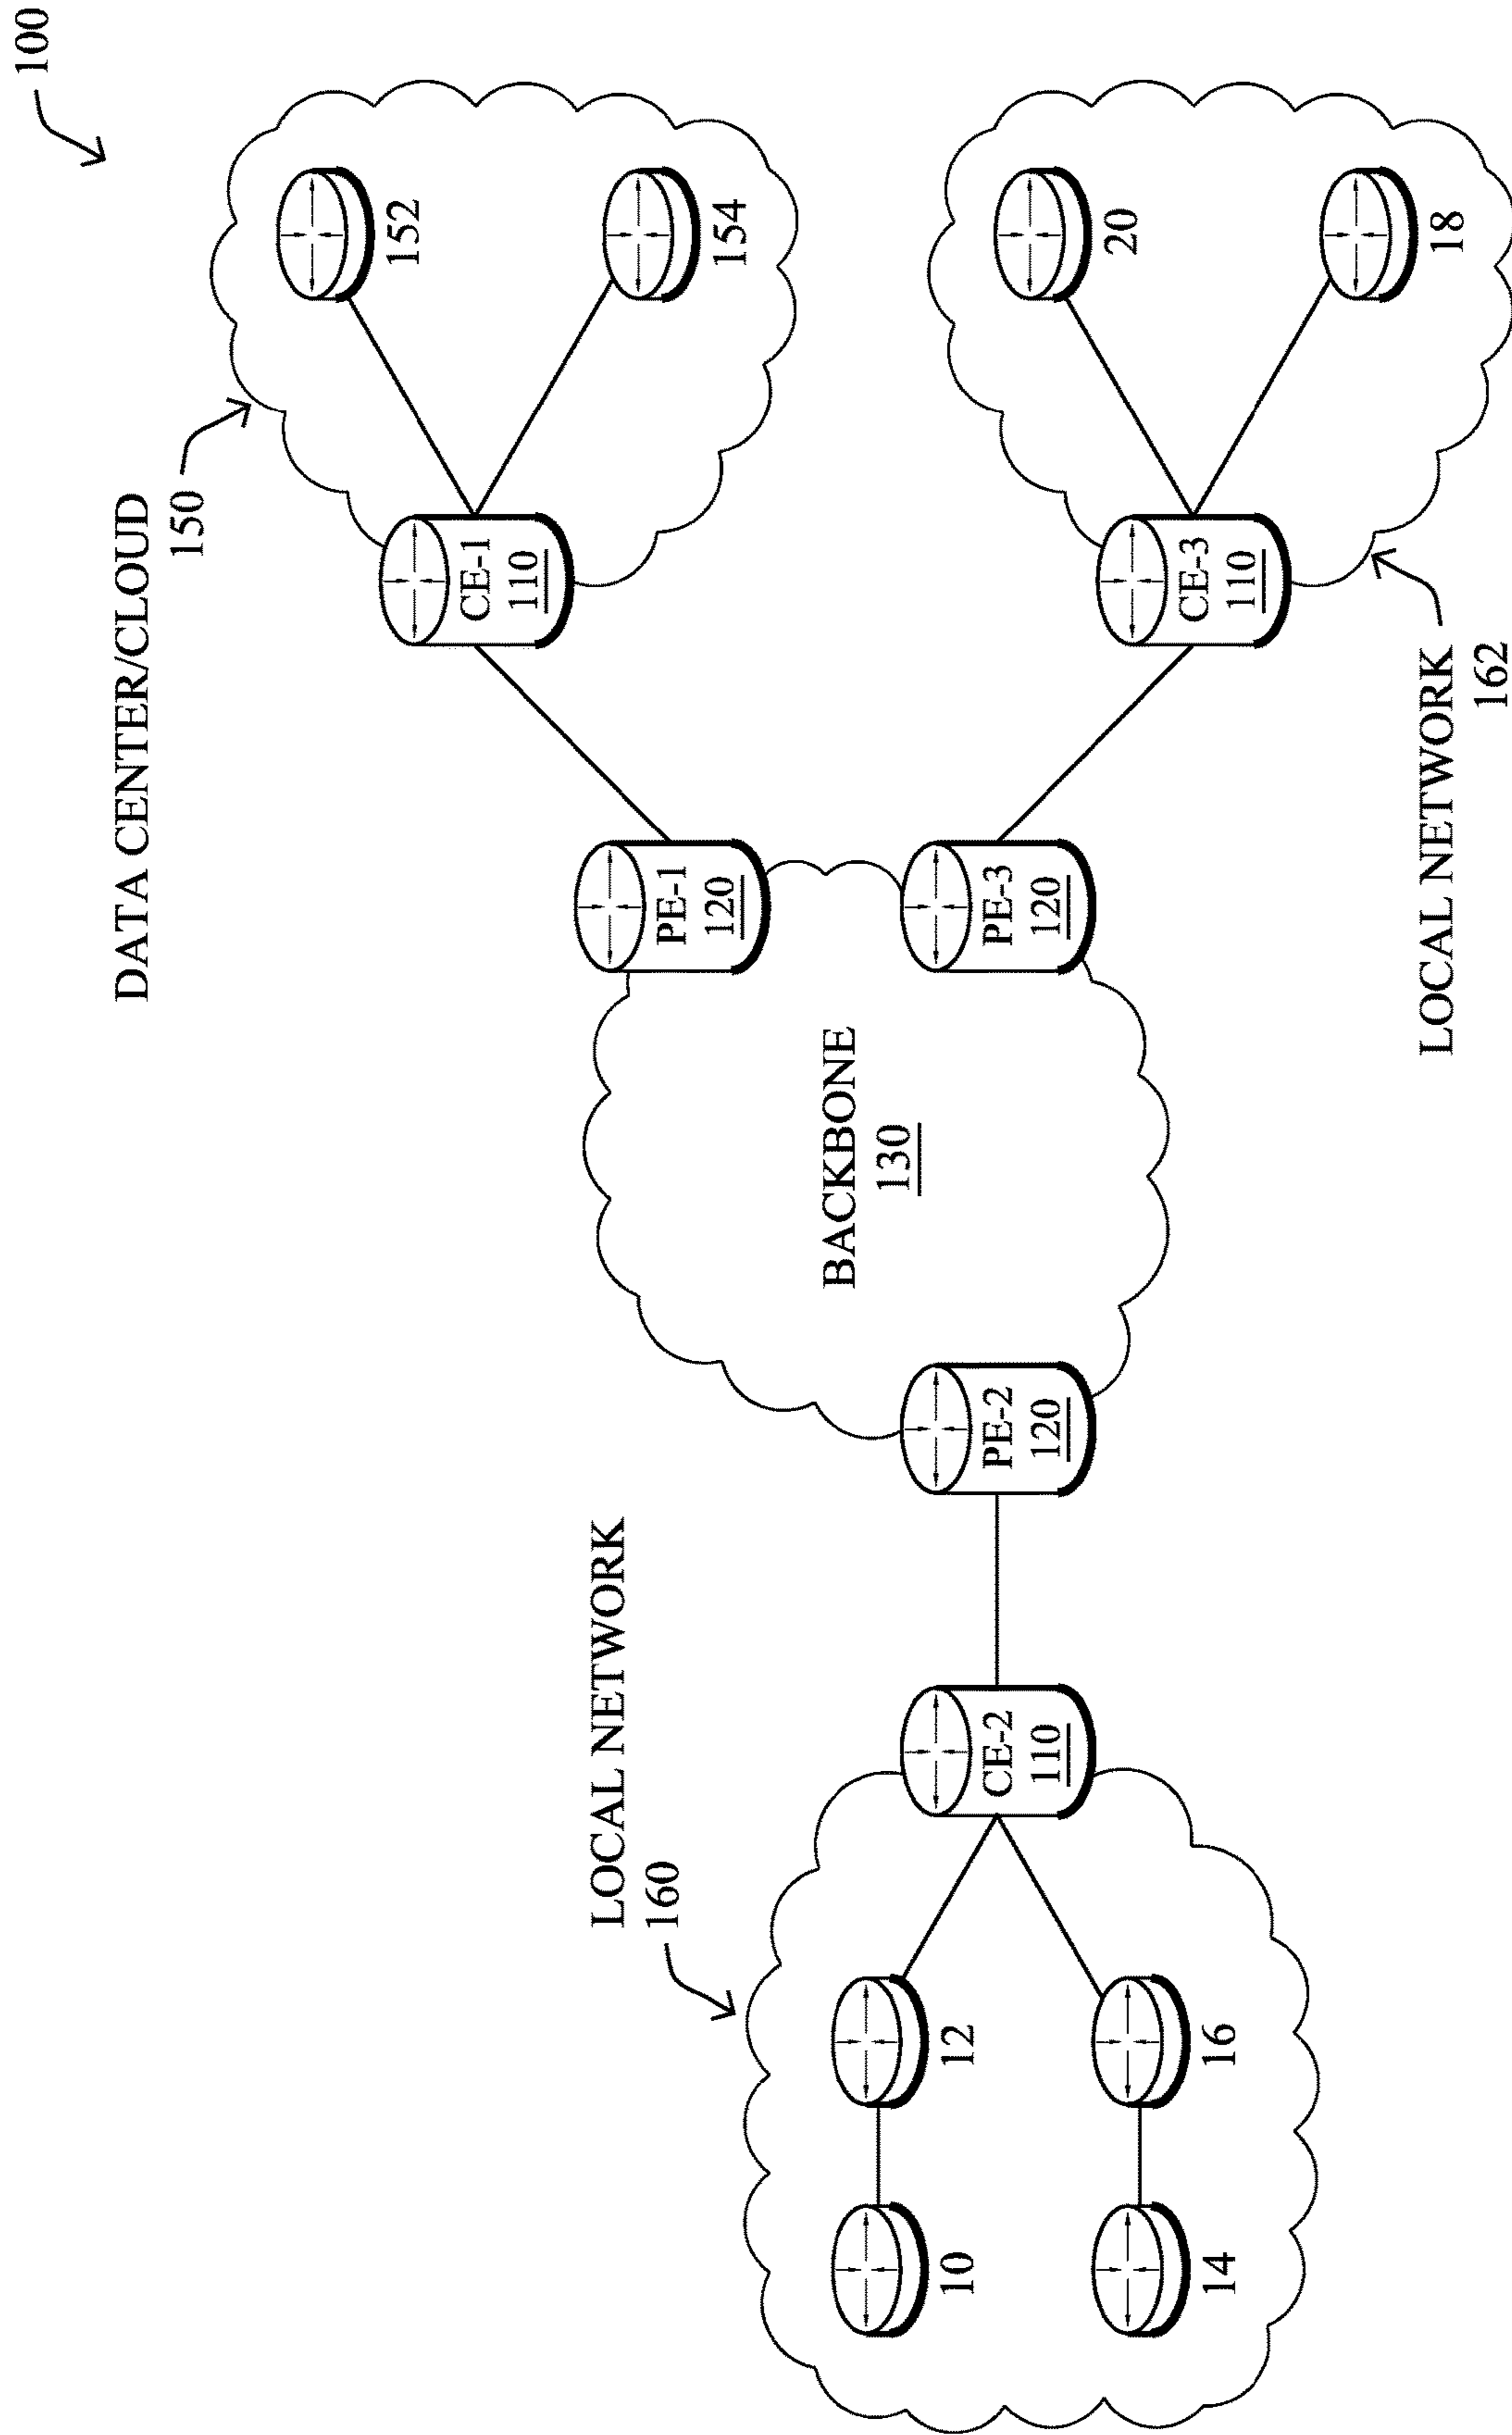 100
DATA CENTER/CLOUD
150
152
154
CE-1
110
PE-1
120
LOCAL NETWORK
160
BACKBONE
130
10
12
CE-2
110
PE-2
120
PE-3
120
CE-3
110
20
14
16
18
LOCAL NETWORK
162